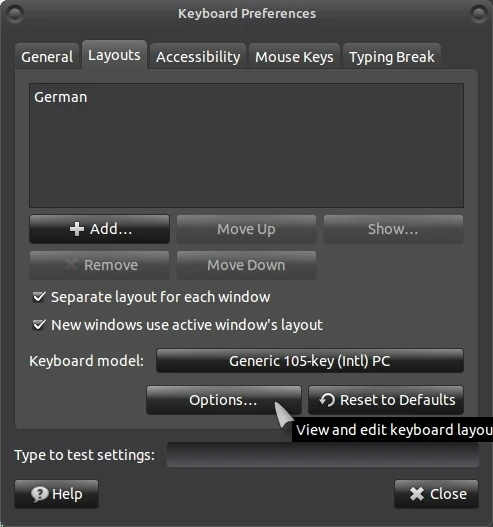 Keyboard Preferences
General Layouts Accessibility Mouse Keys Typing Break
German
Add... Move Up Show...
Remove Move Down
Separate layout for each window
New windows use active window's layout
Keyboard model: Generic 105-key (Intl) PC
Options... Reset to Defaults
View and edit keyboard
Type to test settings:
Help Close